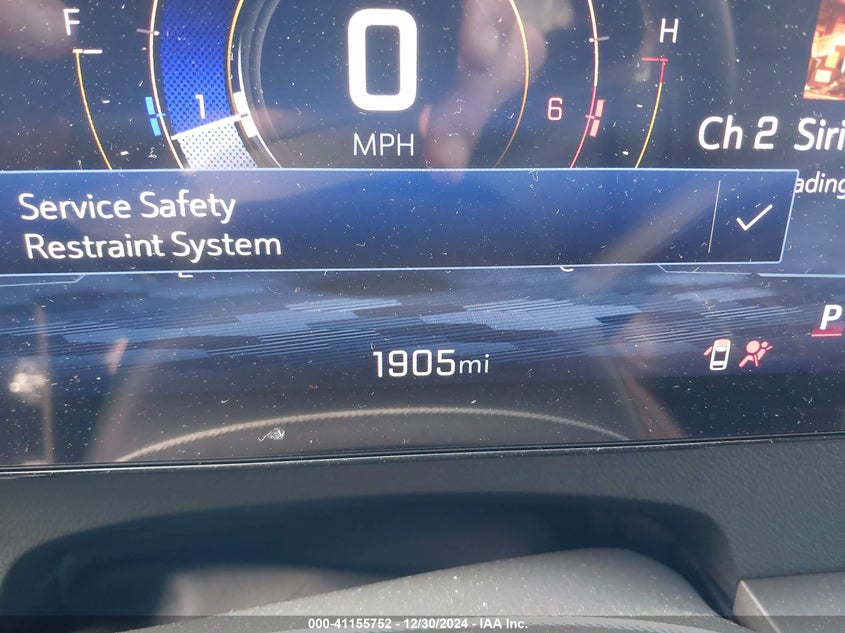 F
0
H
1
6
MPH
Ch 2 Siri
ading
Service Safety
Restraint System
1905mi
P
000-41155752 - 12/30/2024 - IAA Inc.